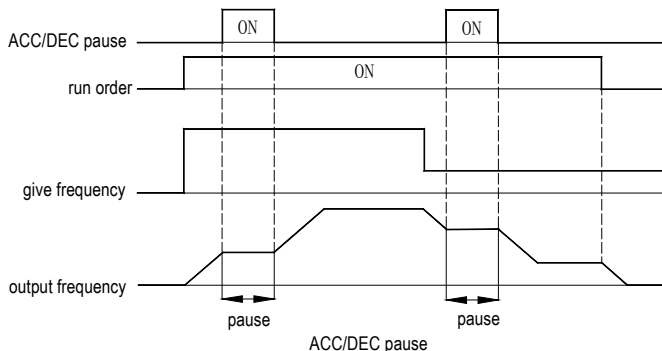 ON
ON
ACC/DEC pause
ON
run order
give frequency
output frequency
pause
pause
ACC/DEC pause